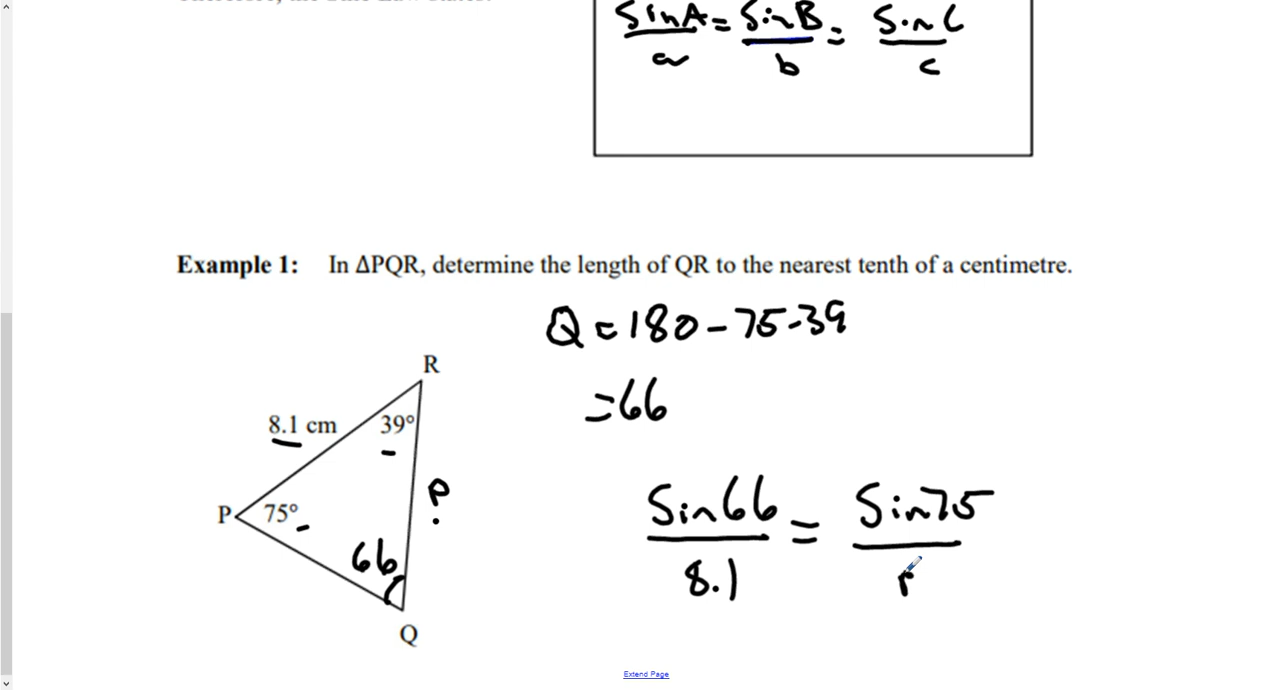 SinA = SinB = SinC
a b c
Example 1: In ΔPQR, determine the length of QR to the nearest tenth of a centimetre.
Q = 180 - 75 - 39
= 66
R
8.1 cm
39°
P
75°
?
66
Q
Sin66 = Sin75
8.1
Extend Page